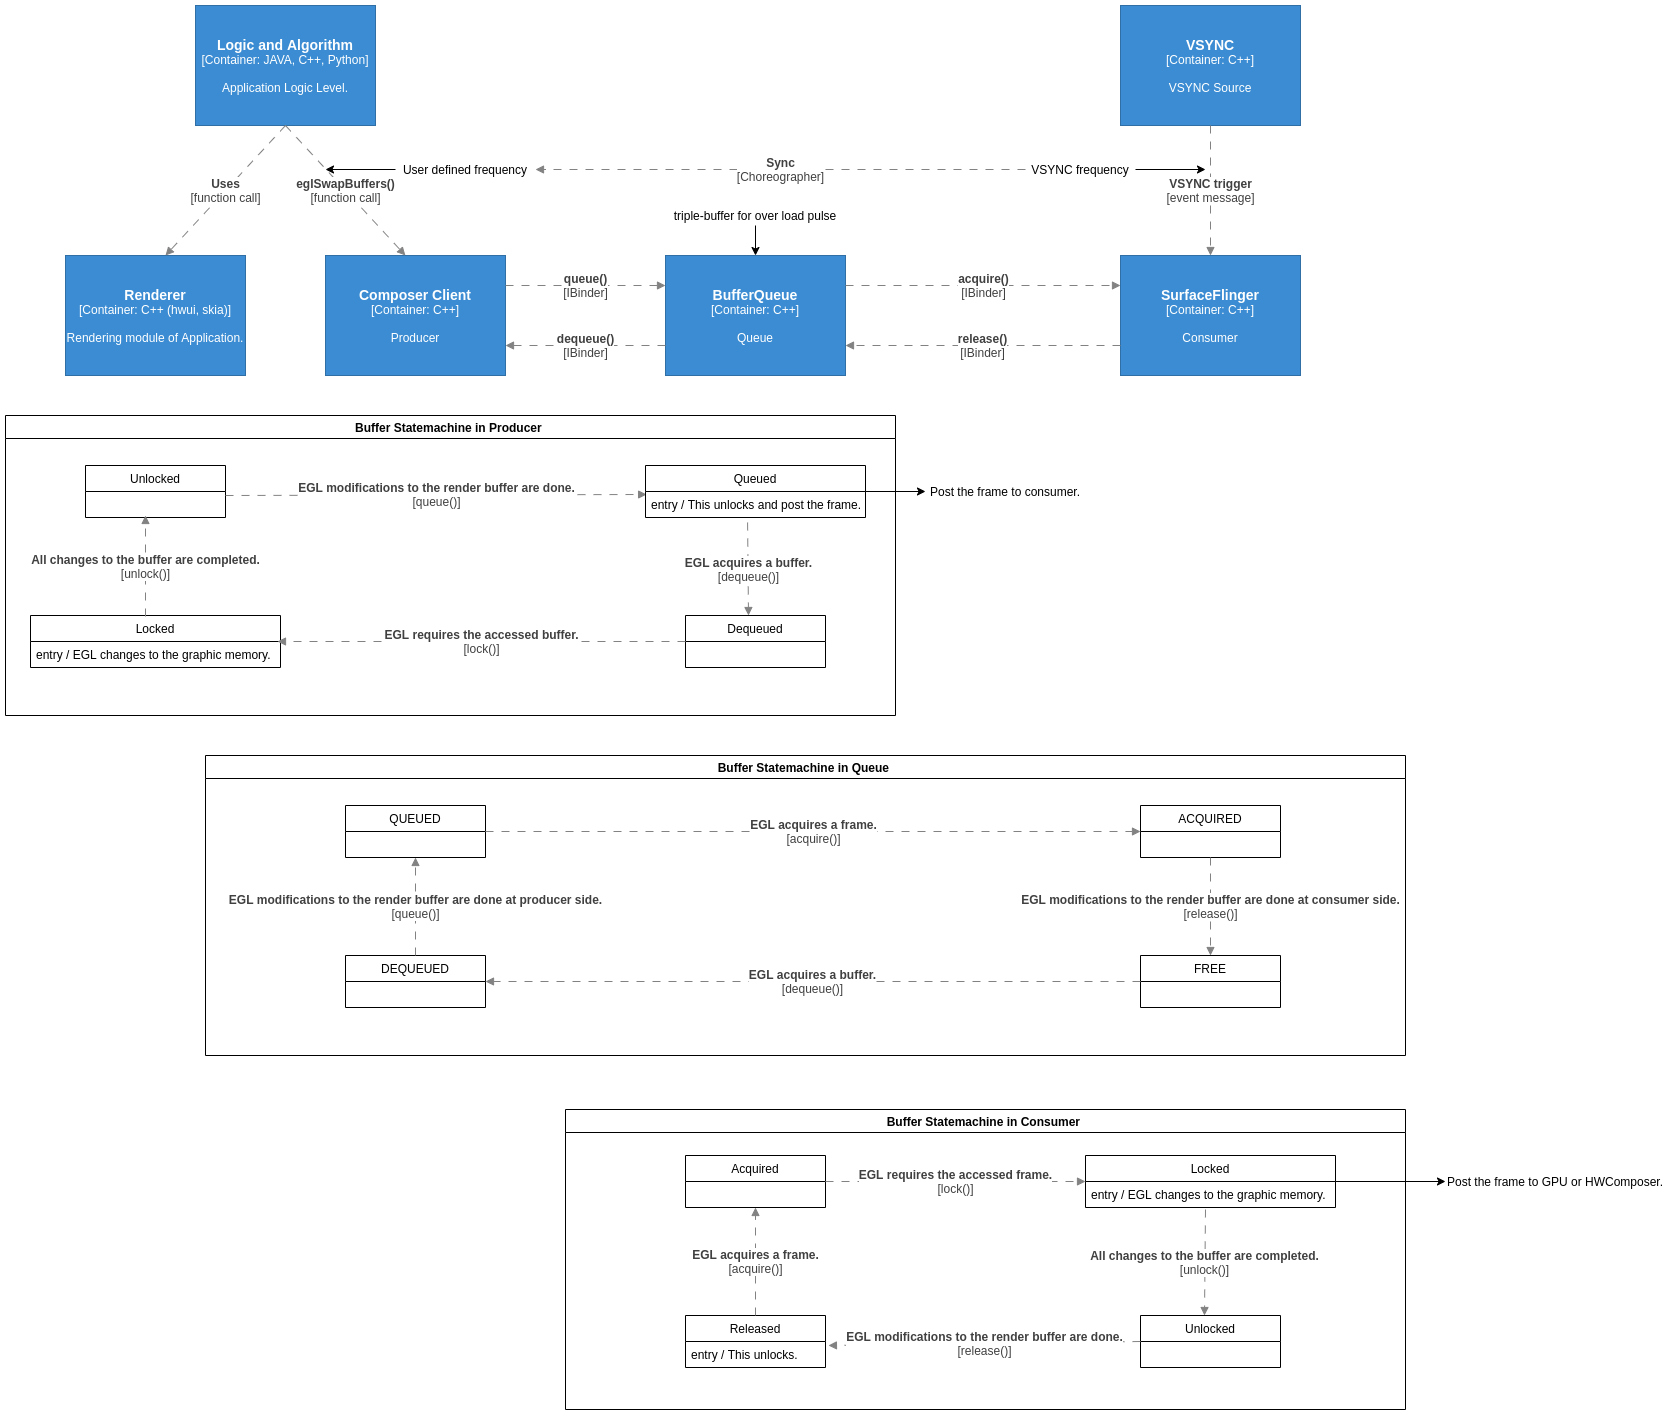 Logic and Algorithm
[Container: JAVA, C++, Python]
Application Logic Level.
VSYNC
[Container: C++]
VSYNC Source
User defined frequency
Sync
[Choreographer]
VSYNC frequency
Uses
[function call]
eglSwapBuffers()
[function call]
VSYNC trigger
[event message]
triple-buffer for over load pulse
Renderer
[Container: C++ (hwui, skia)]
Rendering module of Application.
Composer Client
[Container: C++]
Producer
queue()
[IBinder]
dequeue()
[IBinder]
BufferQueue
[Container: C++]
Queue
acquire()
[IBinder]
release()
[IBinder]
SurfaceFlinger
[Container: C++]
Consumer
Buffer Statemachine in Producer
Unlocked
EGL modifications to the render buffer are done.
[queue()]
Queued
entry / This unlocks and post the frame.
Post the frame to consumer.
All changes to the buffer are completed.
[unlock()]
EGL acquires a buffer.
[dequeue()]
Locked
entry / EGL changes to the graphic memory.
EGL requires the accessed buffer.
[lock()]
Dequeued
Buffer Statemachine in Queue
QUEUED
EGL acquires a frame.
[acquire()]
ACQUIRED
EGL modifications to the render buffer are done at producer side.
[queue()]
EGL modifications to the render buffer are done at consumer side.
[release()]
DEQUEUED
EGL acquires a buffer.
[dequeue()]
FREE
Buffer Statemachine in Consumer
Acquired
EGL requires the accessed frame.
[lock()]
Locked
entry / EGL changes to the graphic memory.
Post the frame to GPU or HWComposer.
EGL acquires a frame.
[acquire()]
All changes to the buffer are completed.
[unlock()]
Released
entry / This unlocks.
EGL modifications to the render buffer are done.
[release()]
Unlocked